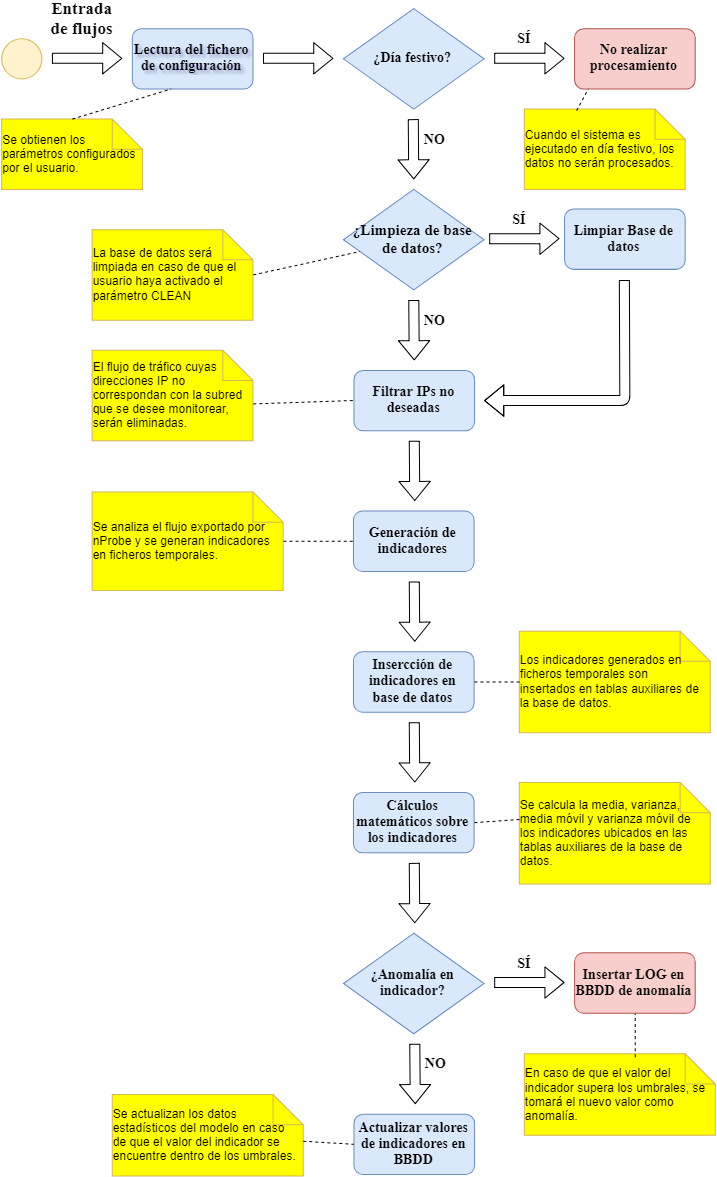 Entrada
de flujos
Lectura del fichero
de configuración
¿Día festivo?
SÍ
No realizar
procesamiento
Se obtienen los
parámetros configurados
por el usuario.
NO
Cuando el sistema es
ejecutado en día festivo, los
datos no serán procesados.
¿Limpieza de base
de datos?
SÍ
Limpiar Base de
datos
La base de datos será
limpiada en caso de que el
usuario haya activado el
parámetro CLEAN
NO
El flujo de tráfico cuyas
direcciones IP no
correspondan con la subred
que se desee monitorear,
serán eliminadas.
Filtrar IPs no
deseadas
Se analiza el flujo exportado por
nProbe y se generan indicadores
en ficheros temporales.
Generación de
indicadores
Insercción de
indicadores en
base de datos
Los indicadores generados en
ficheros temporales son
insertados en tablas auxiliares de
la base de datos.
Cálculos
matemáticos sobre
los indicadores
Se calcula la media, varianza,
media móvil y varianza móvil de
los indicadores ubicados en las
tablas auxiliares de la base de
datos.
¿Anomalía en
indicador?
SÍ
Insertar LOG en
BBDD de anomalía
NO
En caso de que el valor del
indicador supera los umbrales, se
tomará el nuevo valor como
anomalía.
Se actualizan los datos
estadísticos del modelo en caso
de que el valor del indicador se
encuentre dentro de los umbrales.
Actualizar valores
de indicadores en
BBDD